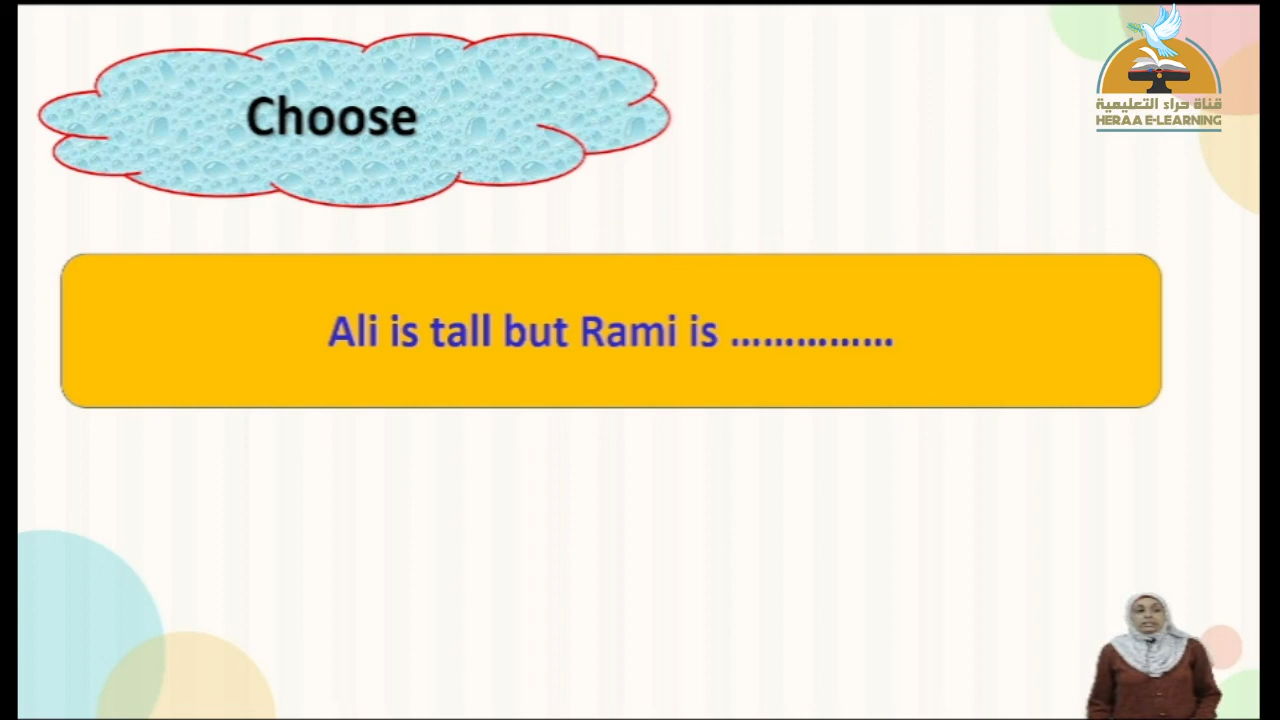 Choose
قناة حراء التعليمية
HERAA E-LEARNING
Ali is tall but Rami is ……………